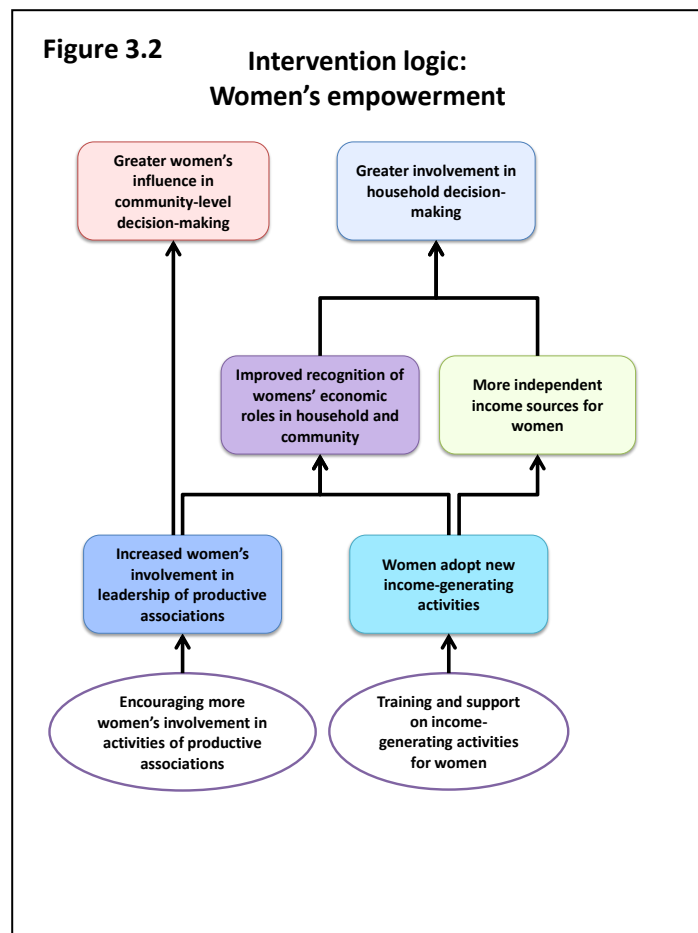 Figure 3.2
Intervention logic:
Women's empowerment
Greater women's
influence in
community-level
decision-making
Greater involvement in
household decision-
making
Improved recognition of
womens' economic
roles in household and
community
More independent
income sources for
women
Increased women's
involvement in
leadership of productive
associations
Women adopt new
income-generating
activities
Encouraging more
women's involvement in
activities of productive
associations
Training and support
on income-
generating activities
for women